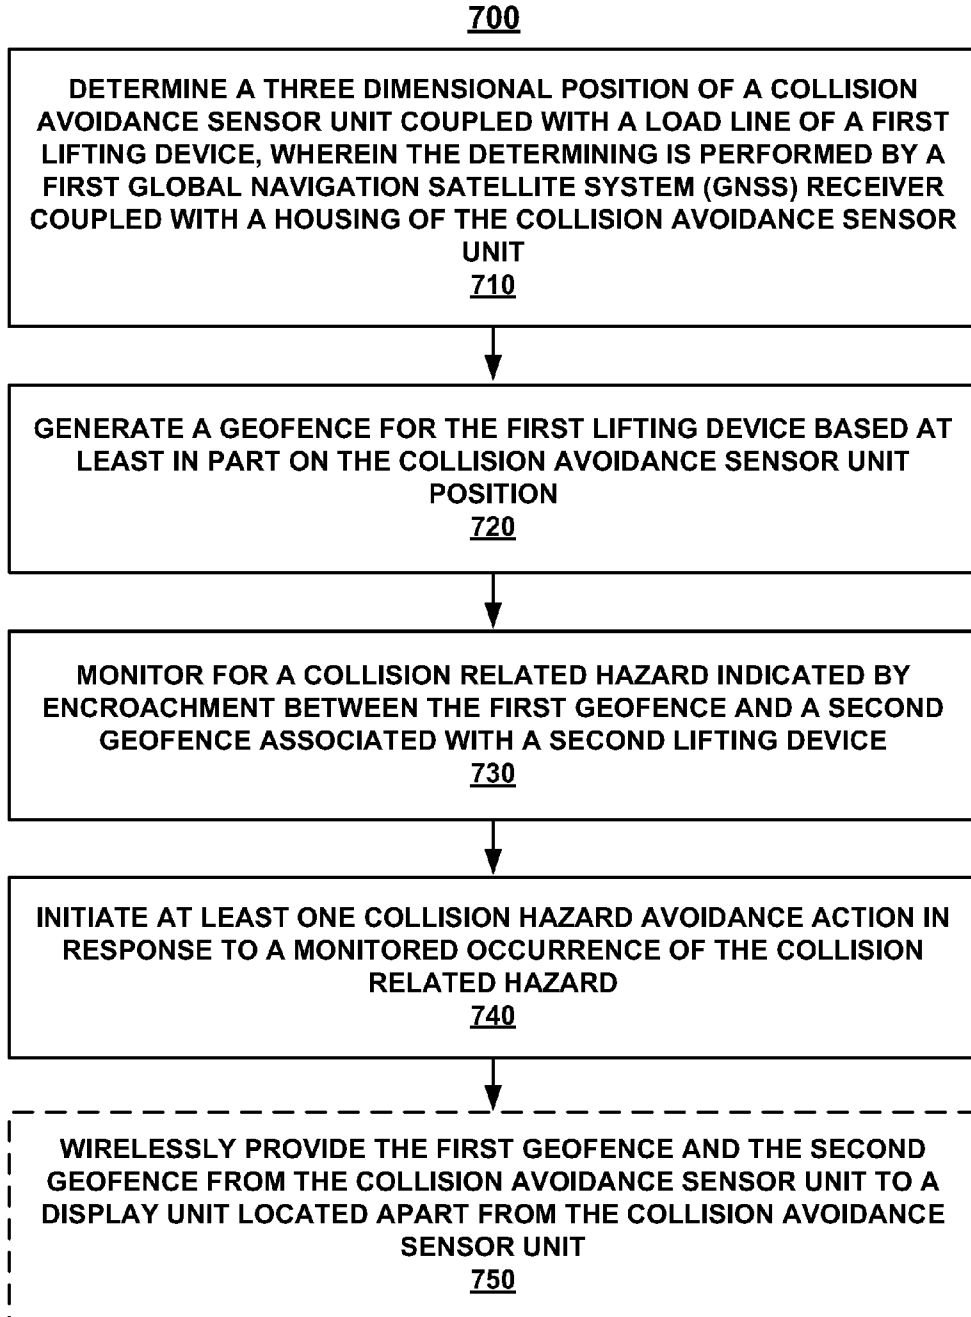 700
DETERMINE A THREE DIMENSIONAL POSITION OF A COLLISION
AVOIDANCE SENSOR UNIT COUPLED WITH A LOAD LINE OF A FIRST
LIFTING DEVICE, WHEREIN THE DETERMINING IS PERFORMED BY A
FIRST GLOBAL NAVIGATION SATELLITE SYSTEM (GNSS) RECEIVER
COUPLED WITH A HOUSING OF THE COLLISION AVOIDANCE SENSOR
UNIT
710
GENERATE A GEOFENCE FOR THE FIRST LIFTING DEVICE BASED AT
LEAST IN PART ON THE COLLISION AVOIDANCE SENSOR UNIT
POSITION
720
MONITOR FOR A COLLISION RELATED HAZARD INDICATED BY
ENCROACHMENT BETWEEN THE FIRST GEOFENCE AND A SECOND
GEOFENCE ASSOCIATED WITH A SECOND LIFTING DEVICE
730
INITIATE AT LEAST ONE COLLISION HAZARD AVOIDANCE ACTION IN
RESPONSE TO A MONITORED OCCURRENCE OF THE COLLISION
RELATED HAZARD
740
WIRELESSLY PROVIDE THE FIRST GEOFENCE AND THE SECOND
GEOFENCE FROM THE COLLISION AVOIDANCE SENSOR UNIT TO A
DISPLAY UNIT LOCATED APART FROM THE COLLISION AVOIDANCE
SENSOR UNIT
750